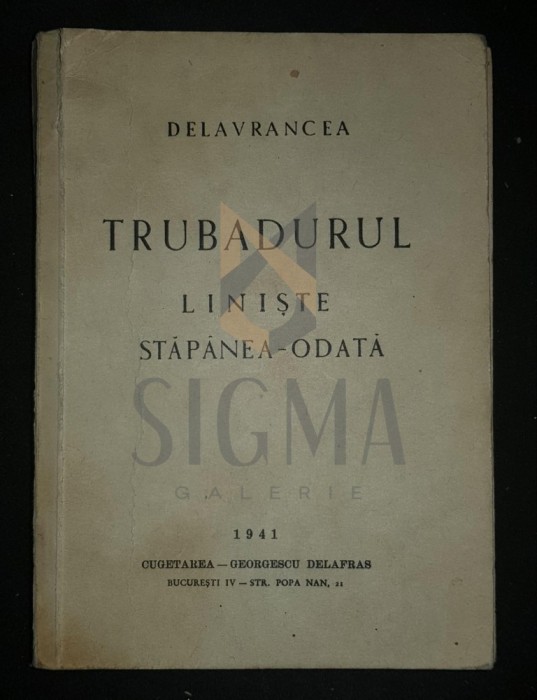 DELAVRANCEA
TRUBADURUL
LINIȘTE
STĂPÂNEA-ODATĂ
SIGMA
GALERIE
1941
CUGETAREA — GEORGESCU DELAFRAS
BUCUREȘTI IV — STR. POPA NAN, 21